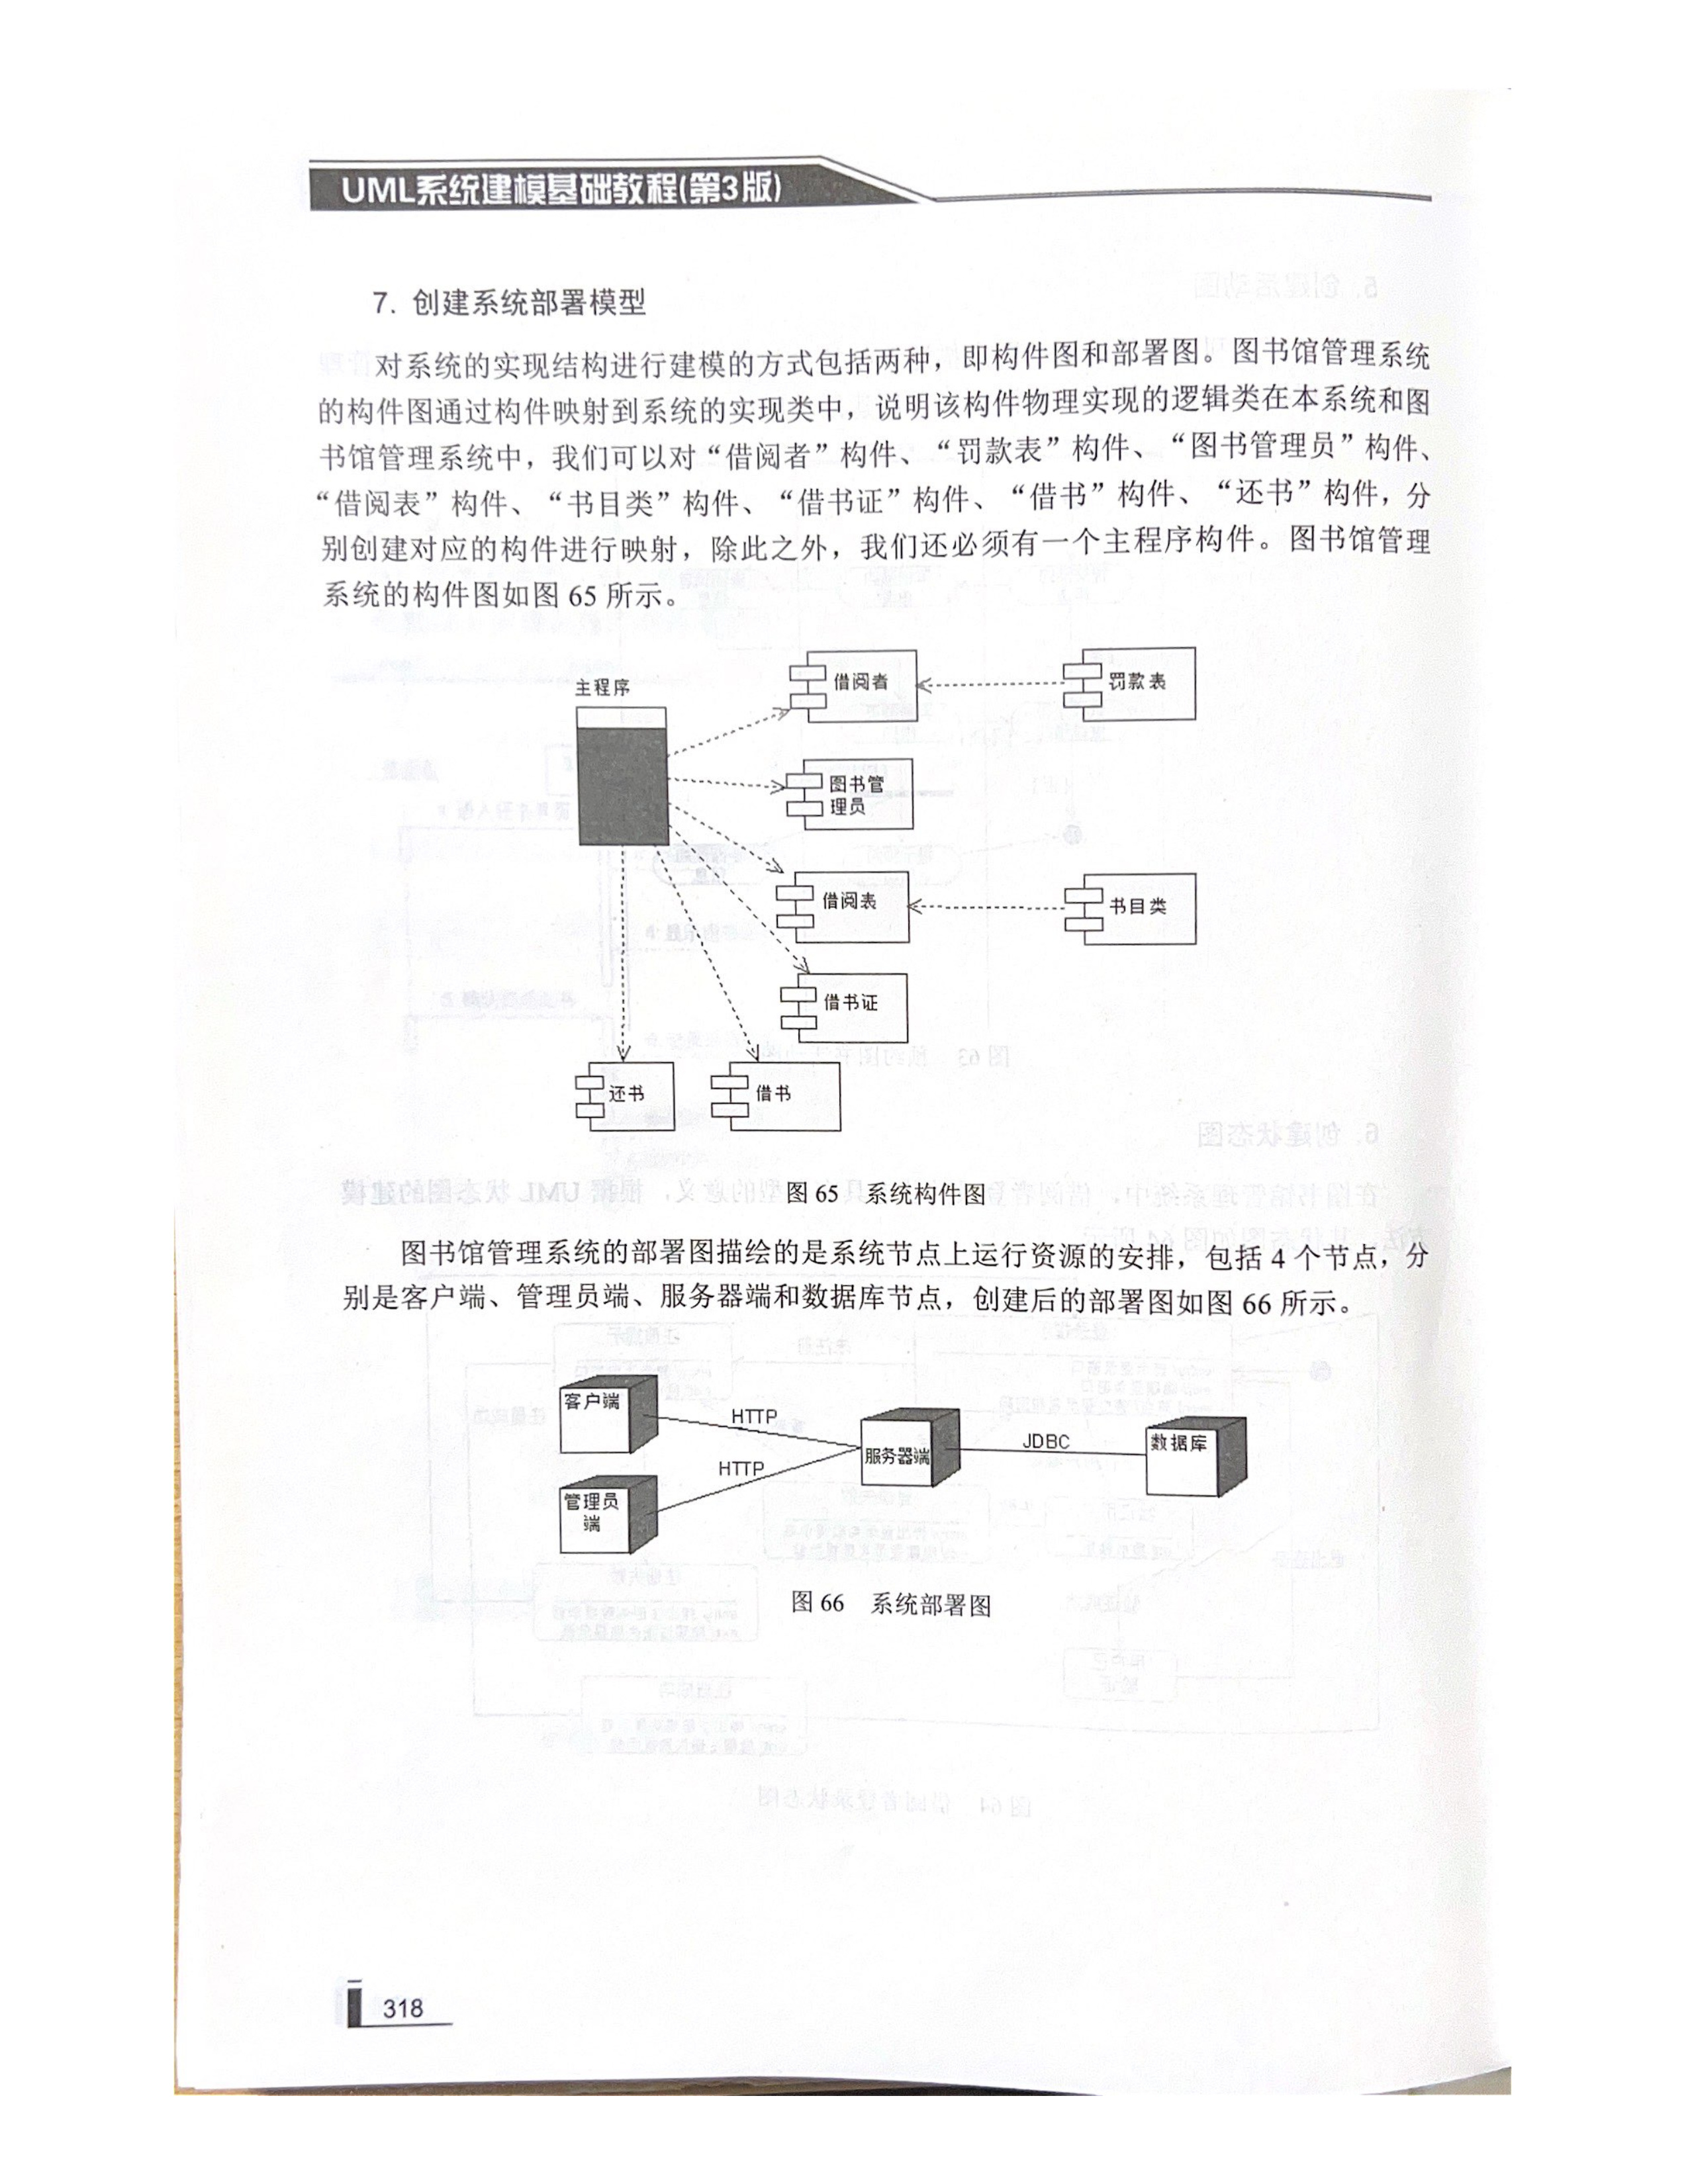 UML系统建模基础教程(第3版)
7. 创建系统部署模型
对系统的实现结构进行建模的方式包括两种，即构件图和部署图。图书馆管理系统
的构件图通过构件映射到系统的实现类中，说明该构件物理实现的逻辑类在本系统和图
书馆管理系统中，我们可以对“借阅者”构件、“罚款表”构件、“图书管理员”构件、
“借阅表”构件、“书目类”构件、“借书证”构件、“借书”构件、“还书”构件，分
别创建对应的构件进行映射，除此之外，我们还必须有一个主程序构件。图书馆管理
系统的构件图如图 65 所示。
主程序
借阅者
罚款表
图书管
理员
借阅表
书目类
借书证
还书
借书
图 65 系统构件图
图书馆管理系统的部署图描绘的是系统节点上运行资源的安排，包括 4 个节点，分
别是客户端、管理员端、服务器端和数据库节点，创建后的部署图如图 66 所示。
客户端
HTTP
服务器端
JDBC
数据库
HTTP
管理员
端
图 66 系统部署图
318